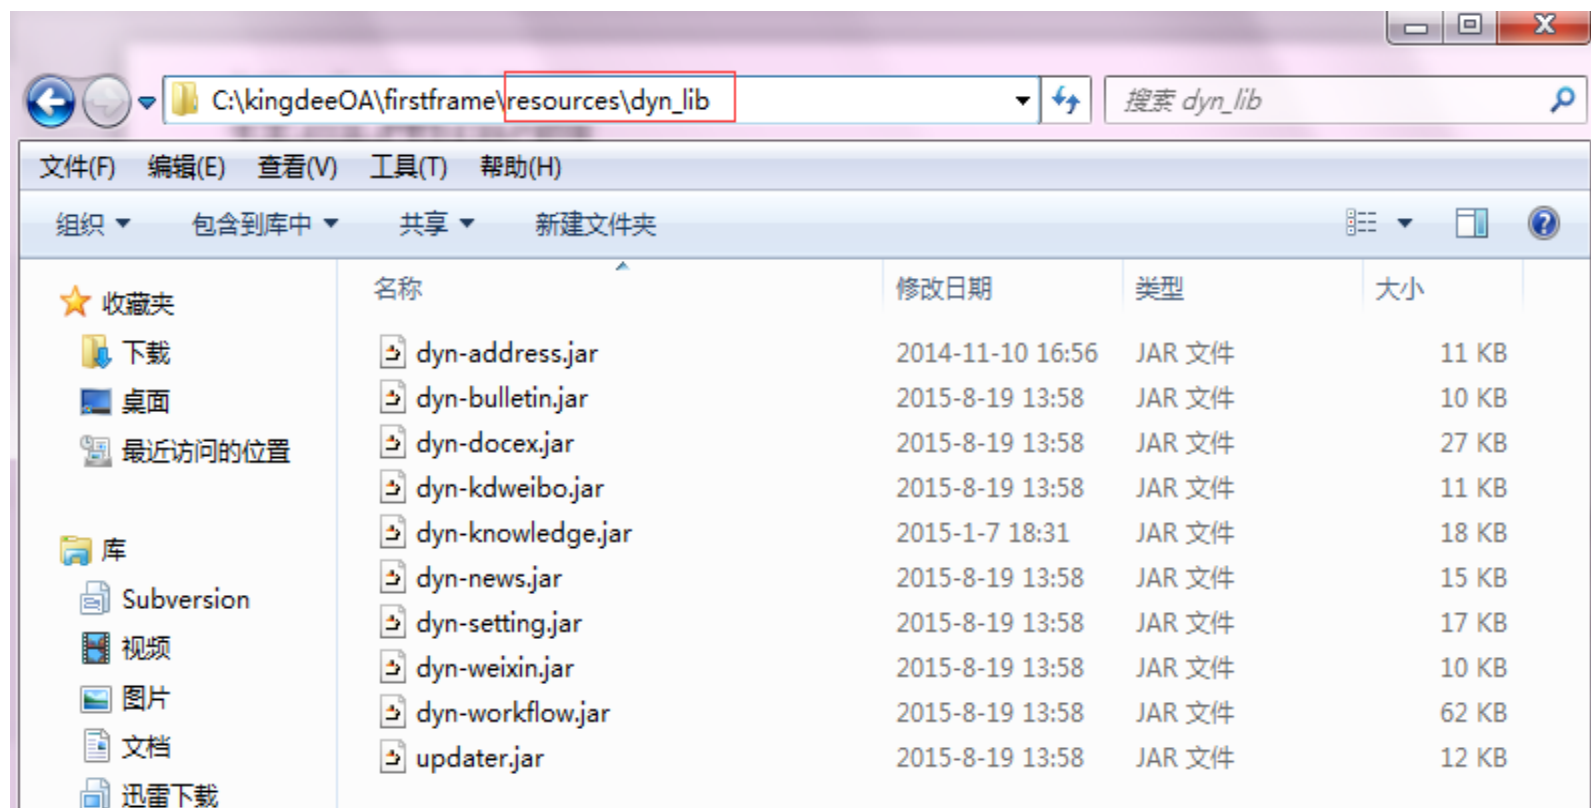 C:\kingdeeOA\firstframe\resources\dyn_lib
搜索 dyn_lib
文件(F) 编辑(E) 查看(V) 工具(T) 帮助(H)
组织 包含到库中 共享 新建文件夹
名称 修改日期 类型 大小
收藏夹
下载
桌面
最近访问的位置
库
Subversion
视频
图片
文档
迅雷下载
dyn-address.jar 2014-11-10 16:56 JAR 文件 11 KB
dyn-bulletin.jar 2015-8-19 13:58 JAR 文件 10 KB
dyn-docex.jar 2015-8-19 13:58 JAR 文件 27 KB
dyn-kdweibo.jar 2015-8-19 13:58 JAR 文件 11 KB
dyn-knowledge.jar 2015-1-7 18:31 JAR 文件 18 KB
dyn-news.jar 2015-8-19 13:58 JAR 文件 15 KB
dyn-setting.jar 2015-8-19 13:58 JAR 文件 17 KB
dyn-weixin.jar 2015-8-19 13:58 JAR 文件 10 KB
dyn-workflow.jar 2015-8-19 13:58 JAR 文件 62 KB
updater.jar 2015-8-19 13:58 JAR 文件 12 KB